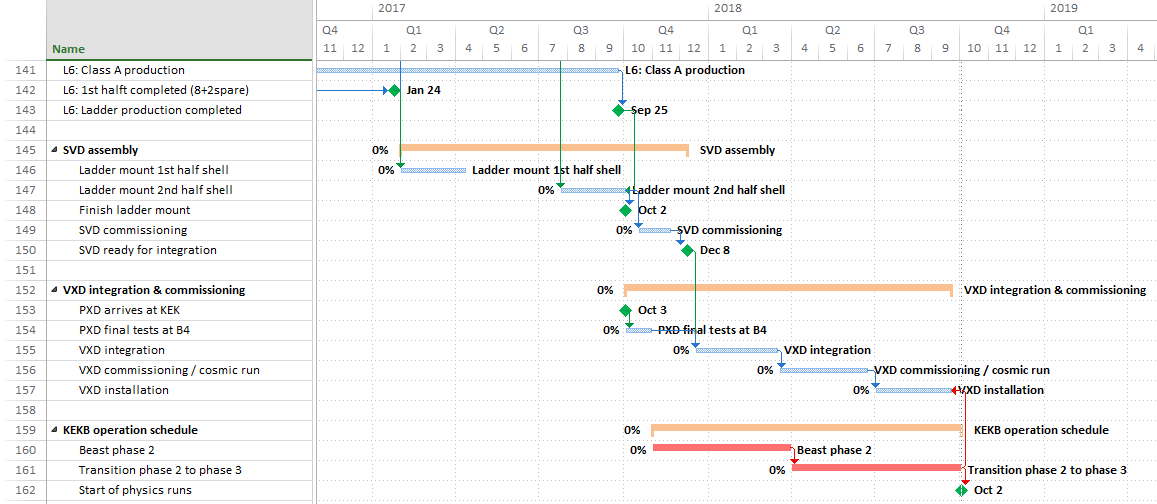 2017 2018 2019
Q4 Q1 Q2 Q3 Q4 Q1 Q2 Q3 Q4 Q1
Name 11 12 1 2 3 4 5 6 7 8 9 10 11 12 1 2 3 4 5 6 7 8 9 10 11 12 1 2 3 4
141 L6: Class A production L6: Class A production
142 L6: 1st halft completed (8+2spare) Jan 24
143 L6: Ladder production completed Sep 25
144
145 SVD assembly 0% SVD assembly
146 Ladder mount 1st half shell 0% Ladder mount 1st half shell
147 Ladder mount 2nd half shell 0% Ladder mount 2nd half shell
148 Finish ladder mount Oct 2
149 SVD commissioning 0% SVD commissioning
150 SVD ready for integration Dec 8
151
152 VXD integration & commissioning 0% VXD integration & commissioning
153 PXD arrives at KEK Oct 3
154 PXD final tests at B4 0% PXD final tests at B4
155 VXD integration 0% VXD integration
156 VXD commissioning / cosmic run 0% VXD commissioning / cosmic run
157 VXD installation 0% VXD installation
158
159 KEKB operation schedule 0% KEKB operation schedule
160 Beast phase 2 0% Beast phase 2
161 Transition phase 2 to phase 3 0% Transition phase 2 to phase 3
162 Start of physics runs Oct 2